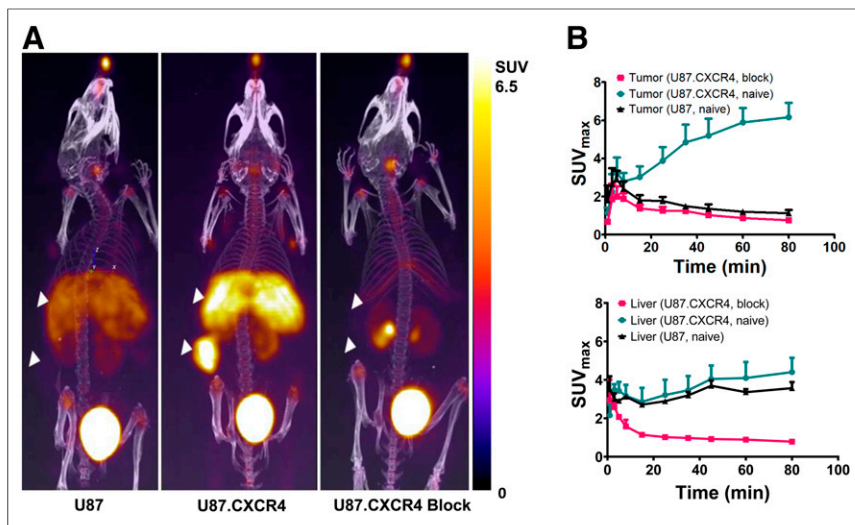 A
SUV
6.5
0
U87
U87.CXCR4
U87.CXCR4 Block
B
Tumor (U87.CXCR4, block)
Tumor (U87.CXCR4, naive)
Tumor (U87, naive)
8
6
4
2
0
SUVmax
0
20
40
60
80
100
Time (min)
Liver (U87.CXCR4, block)
Liver (U87.CXCR4, naive)
Liver (U87, naive)
8
6
4
2
0
SUVmax
0
20
40
60
80
100
Time (min)